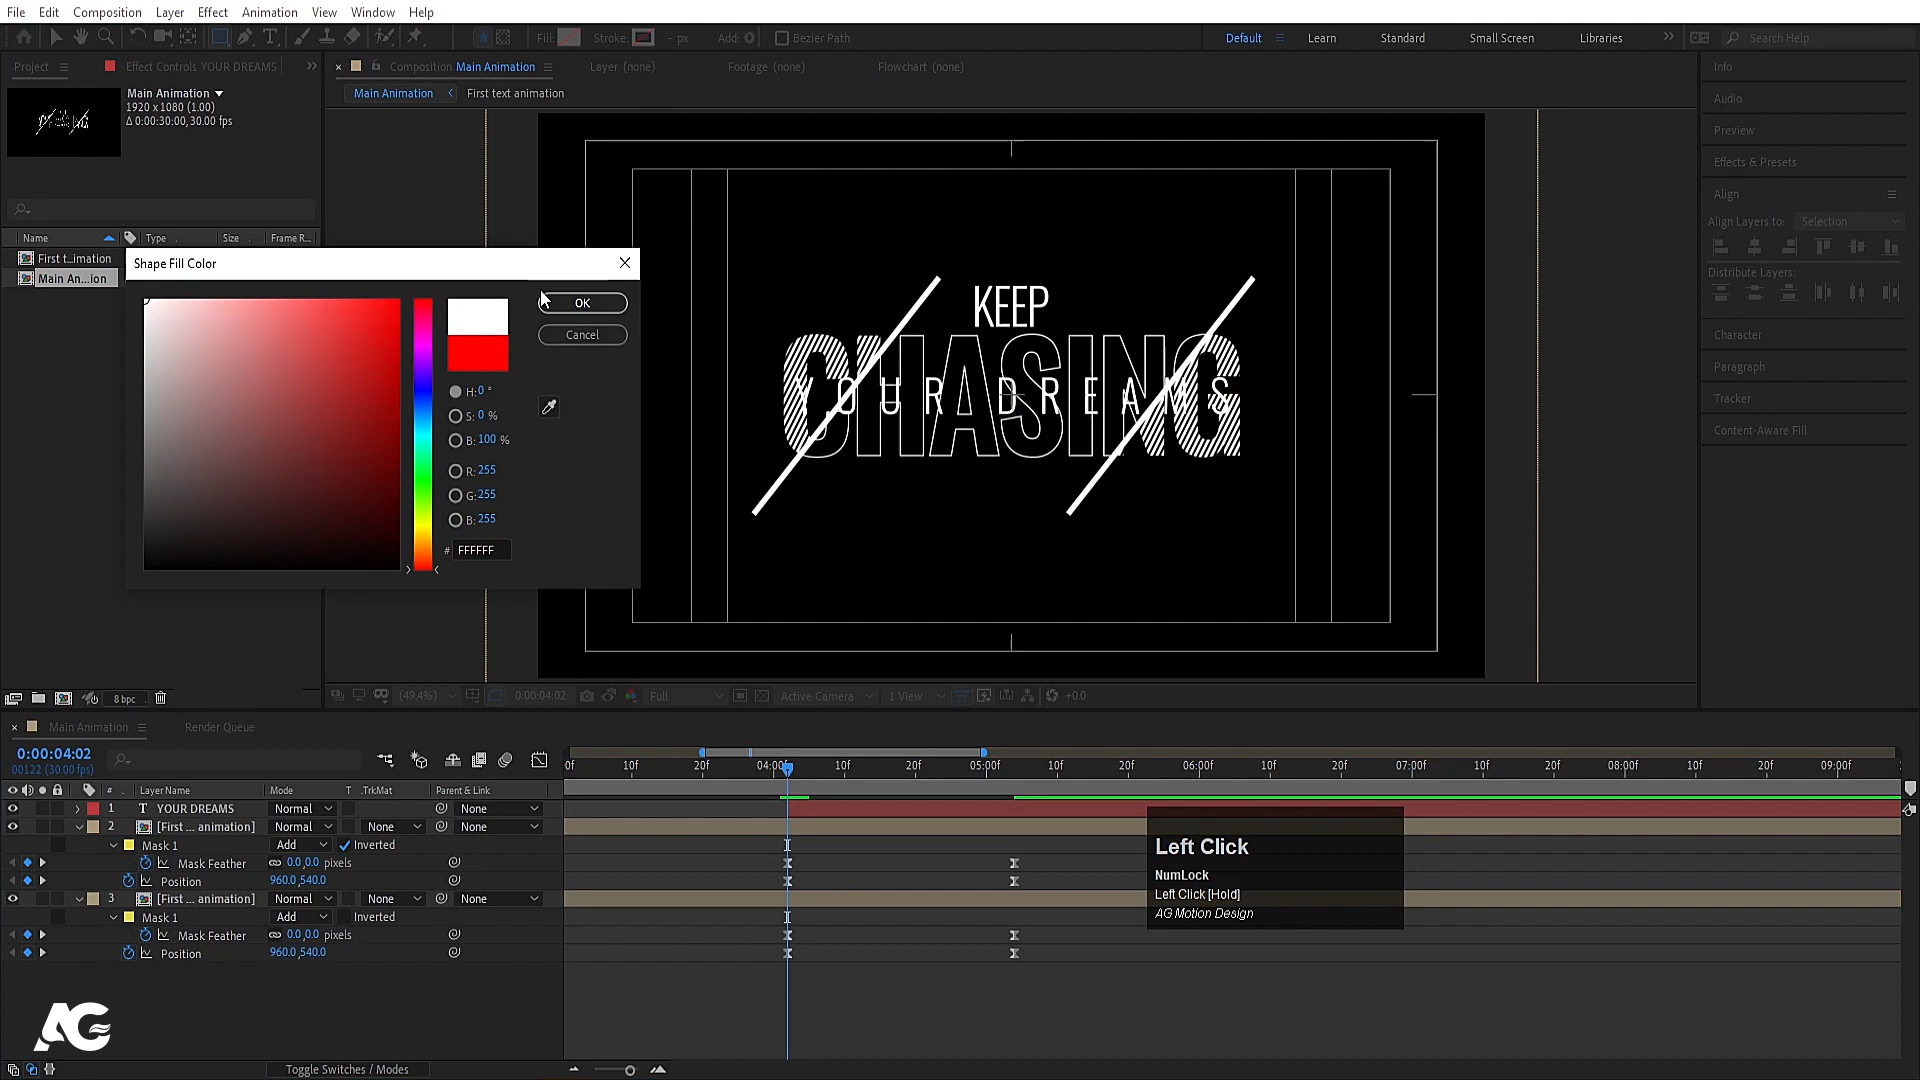 File Edit Composition Layer Effect Animation View Window Help
Fill: Stroke: - px Add: Bezier Path
Default Learn Standard Small Screen Libraries Search Help
Project Effect Controls YOUR DREAMS
Composition Main Animation Layer (none) Footage (none) Flowchart (none)
Main Animation First text animation
Main Animation
1920 x 1080 (1.00)
Δ 0:00:30:00, 30.00 fps
Name Type Size Frame R...
First t...imation
Main An...ion
Shape Fill Color
OK
Cancel
H: 0 °
S: 0 %
B: 100 %
R: 255
G: 255
B: 255
# FFFFFF
KEEP
CHASING
YOUR DREAMS
Info
Audio
Preview
Effects & Presets
Align
Align Layers to: Selection
Distribute Layers:
Character
Paragraph
Tracker
Content-Aware Fill
8 bpc
(49.4%) 0:00:04:02 Full Active Camera 1 View +0.0
Main Animation Render Queue
0:00:04:02
00122 (30.00 fps)
0f 10f 20f 04:00f 10f 20f 05:00f 10f 20f 06:00f 10f 20f 07:00f 10f 20f 08:00f 10f 20f 09:00f
# Layer Name Mode T .TrkMat Parent & Link
1 T YOUR DREAMS Normal None
2 [First ... animation] Normal None None
Mask 1 Add Inverted
Mask Feather 0.0,0.0 pixels
Position 960.0,540.0
3 [First ... animation] Normal None None
Mask 1 Add Inverted
Mask Feather 0.0,0.0 pixels
Position 960.0,540.0
Left Click
NumLock
Left Click [Hold]
AG Motion Design
AG
Toggle Switches / Modes